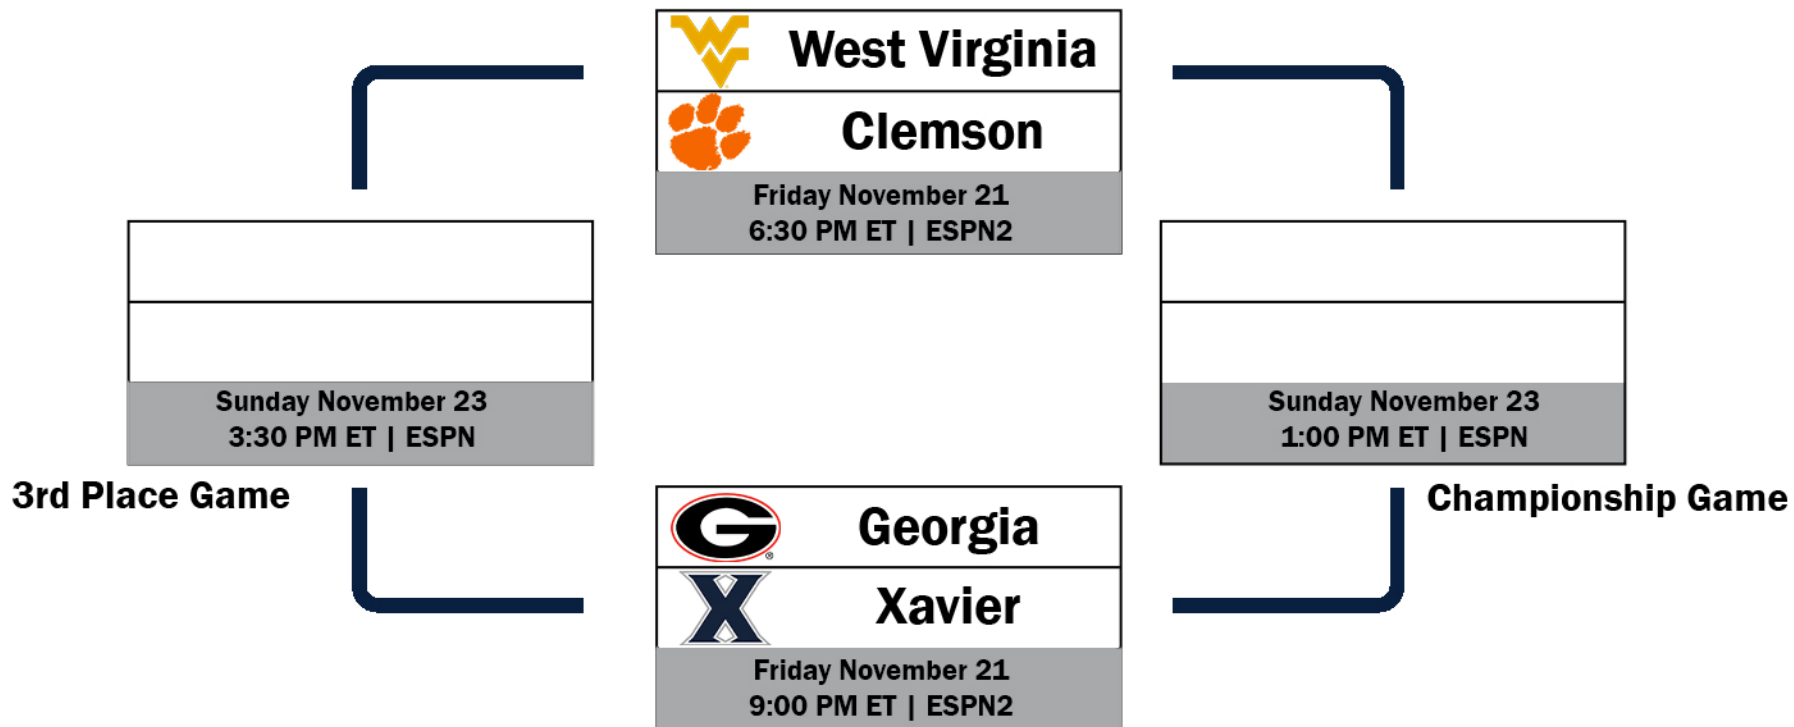 West Virginia
Clemson
Friday November 21
6:30 PM ET | ESPN2
Sunday November 23
3:30 PM ET | ESPN
3rd Place Game
Sunday November 23
1:00 PM ET | ESPN
Championship Game
Georgia
Xavier
Friday November 21
9:00 PM ET | ESPN2